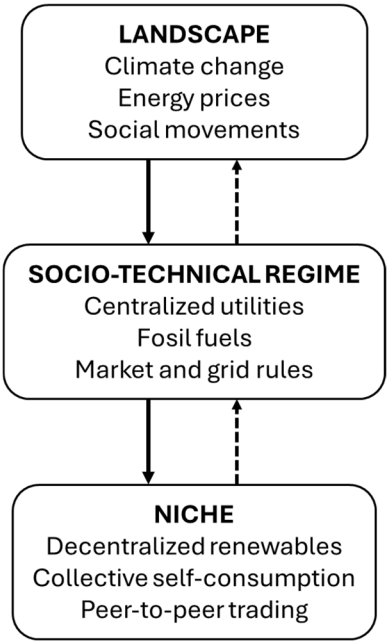 LANDSCAPE
Climate change
Energy prices
Social movements
SOCIO-TECHNICAL REGIME
Centralized utilities
Fosil fuels
Market and grid rules
NICHE
Decentralized renewables
Collective self-consumption
Peer-to-peer trading